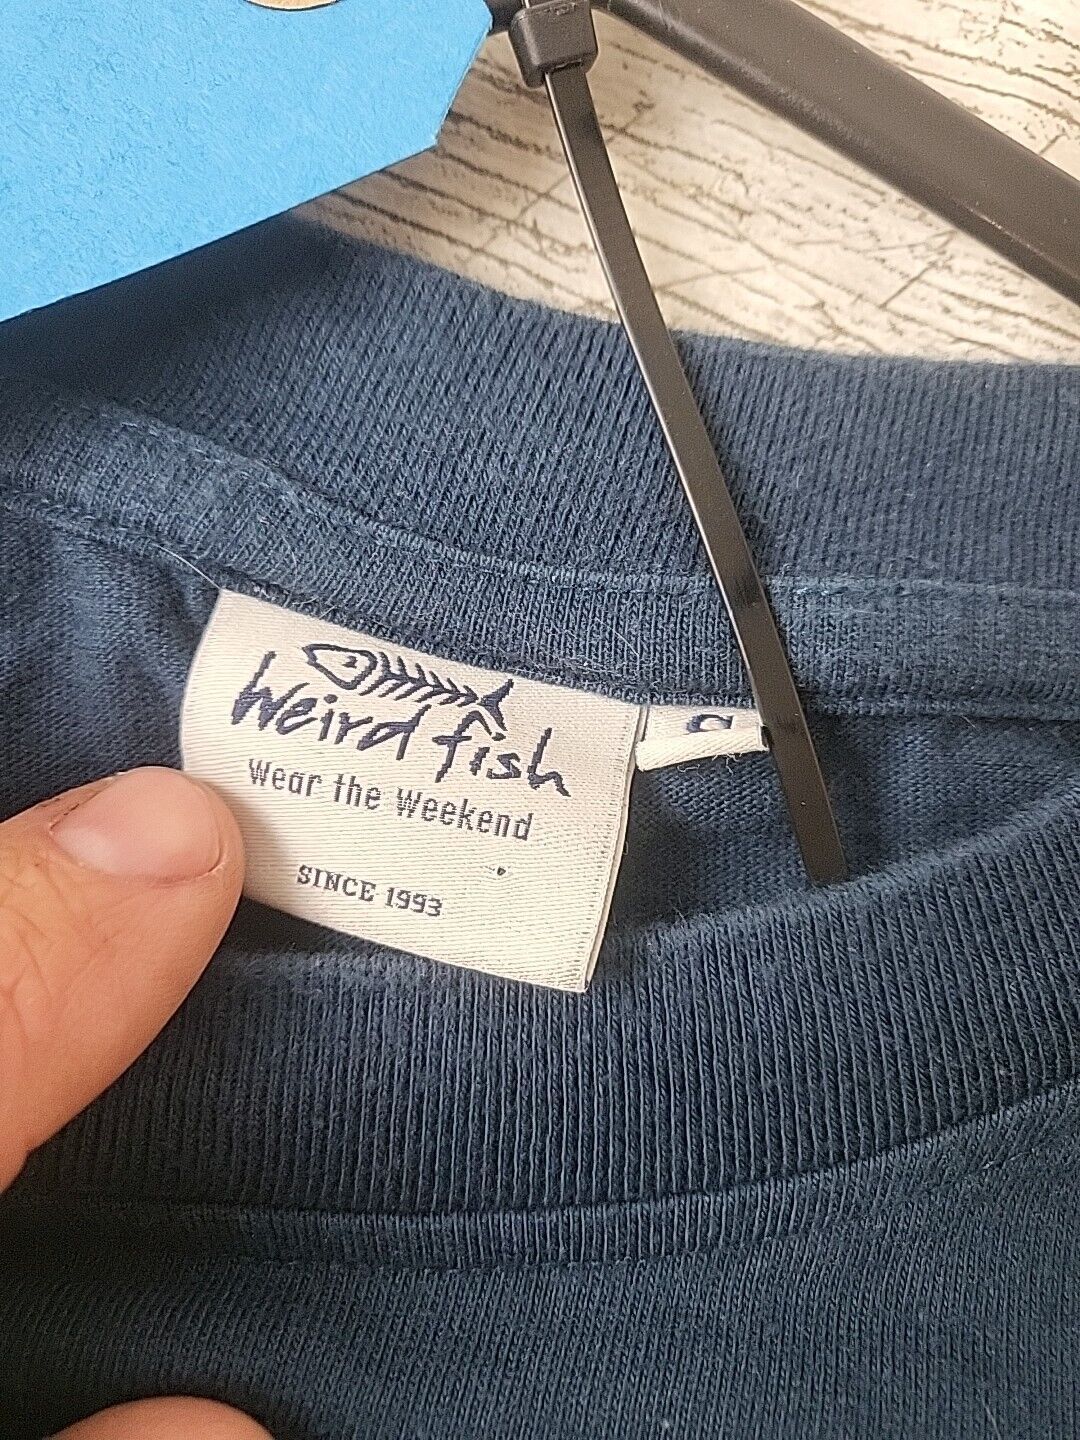 Weird fish
Wear the Weekend
SINCE 1993
S